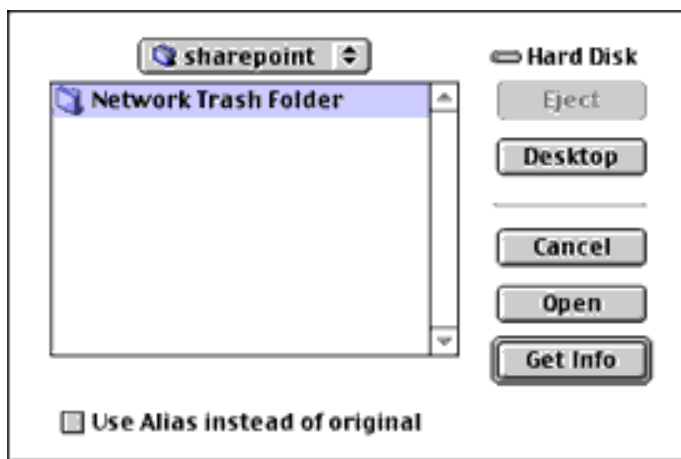 sharepoint
Hard Disk
Network Trash Folder
Eject
Desktop
Cancel
Open
Get Info
Use Alias instead of original